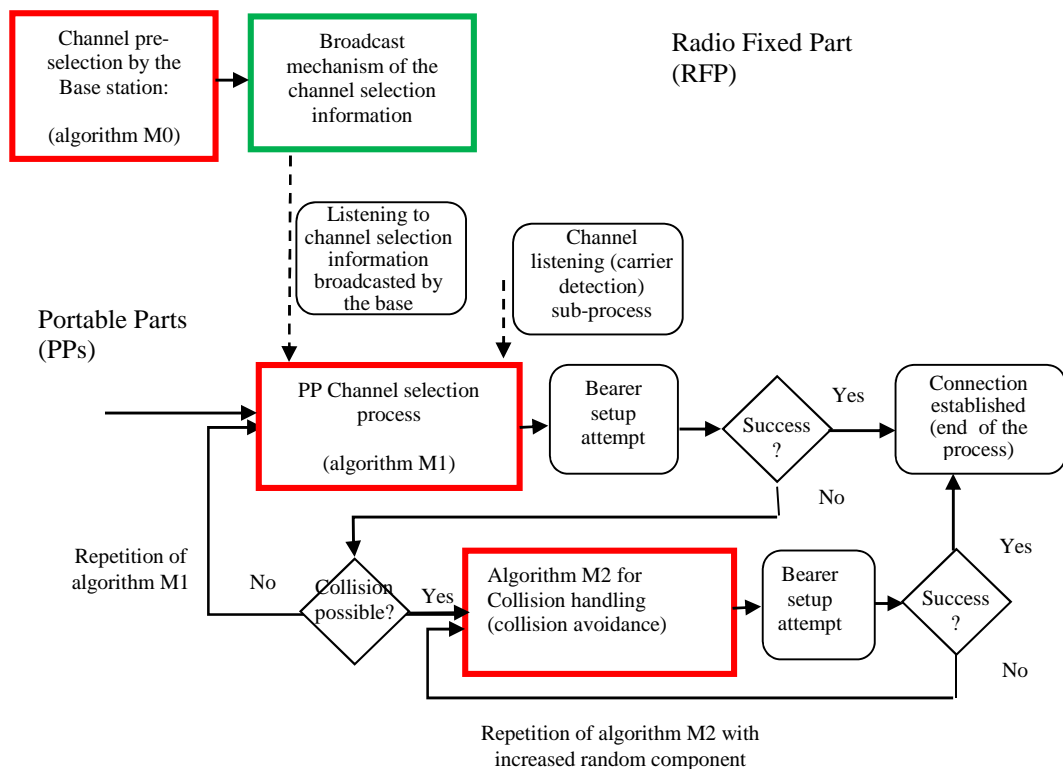 Channel pre-
selection by the
Base station:
(algorithm M0)
Broadcast
mechanism of the
channel selection
information
Radio Fixed Part
(RFP)
Listening to
channel selection
information
broadcasted by
the base
Channel
listening (carrier
detection)
sub-process
Portable Parts
(PPs)
PP Channel selection
process
(algorithm M1)
Bearer
setup
attempt
Success
?
Yes
Connection
established
(end of the
process)
No
Repetition of
algorithm M1
No
Collision
possible?
Yes
Algorithm M2 for
Collision handling
(collision avoidance)
Bearer
setup
attempt
Success
?
Yes
No
Repetition of algorithm M2 with
increased random component